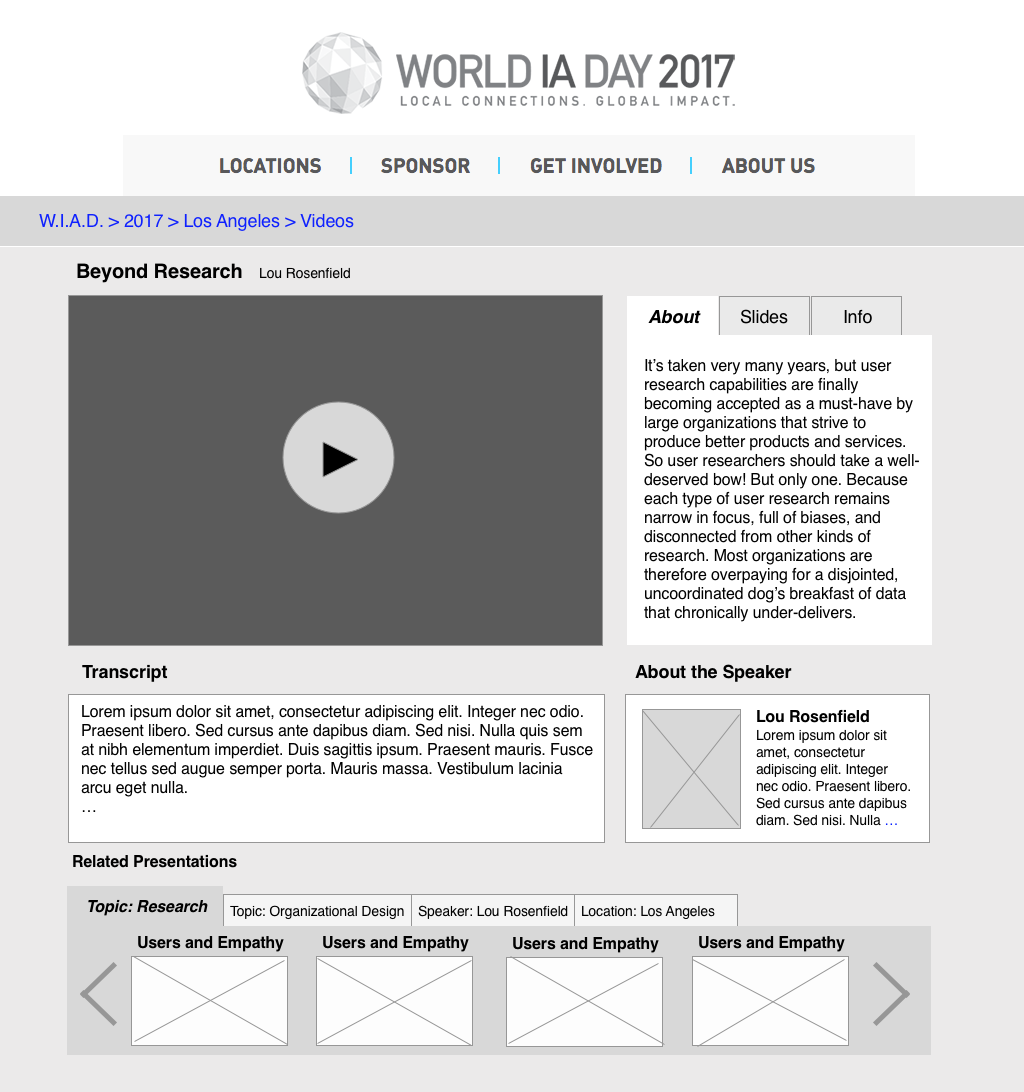 WORLD IA DAY 2017
LOCAL CONNECTIONS. GLOBAL IMPACT.
LOCATIONS | SPONSOR | GET INVOLVED | ABOUT US
W.I.A.D. > 2017 > Los Angeles > Videos
Beyond Research Lou Rosenfield
About Slides Info
It’s taken very many years, but user
research capabilities are finally
becoming accepted as a must-have by
large organizations that strive to
produce better products and services.
So user researchers should take a well-
deserved bow! But only one. Because
each type of user research remains
narrow in focus, full of biases, and
disconnected from other kinds of
research. Most organizations are
therefore overpaying for a disjointed,
uncoordinated dog’s breakfast of data
that chronically under-delivers.
Transcript
Lorem ipsum dolor sit amet, consectetur adipiscing elit. Integer nec odio.
Praesent libero. Sed cursus ante dapibus diam. Sed nisi. Nulla quis sem
at nibh elementum imperdiet. Duis sagittis ipsum. Praesent mauris. Fusce
nec tellus sed augue semper porta. Mauris massa. Vestibulum lacinia
arcu eget nulla.
…
About the Speaker
Lou Rosenfield
Lorem ipsum dolor sit
amet, consectetur
adipiscing elit. Integer
nec odio. Praesent libero.
Sed cursus ante dapibus
diam. Sed nisi. Nulla …
Related Presentations
Topic: Research
Topic: Organizational Design
Speaker: Lou Rosenfield
Location: Los Angeles
Users and Empathy
Users and Empathy
Users and Empathy
Users and Empathy